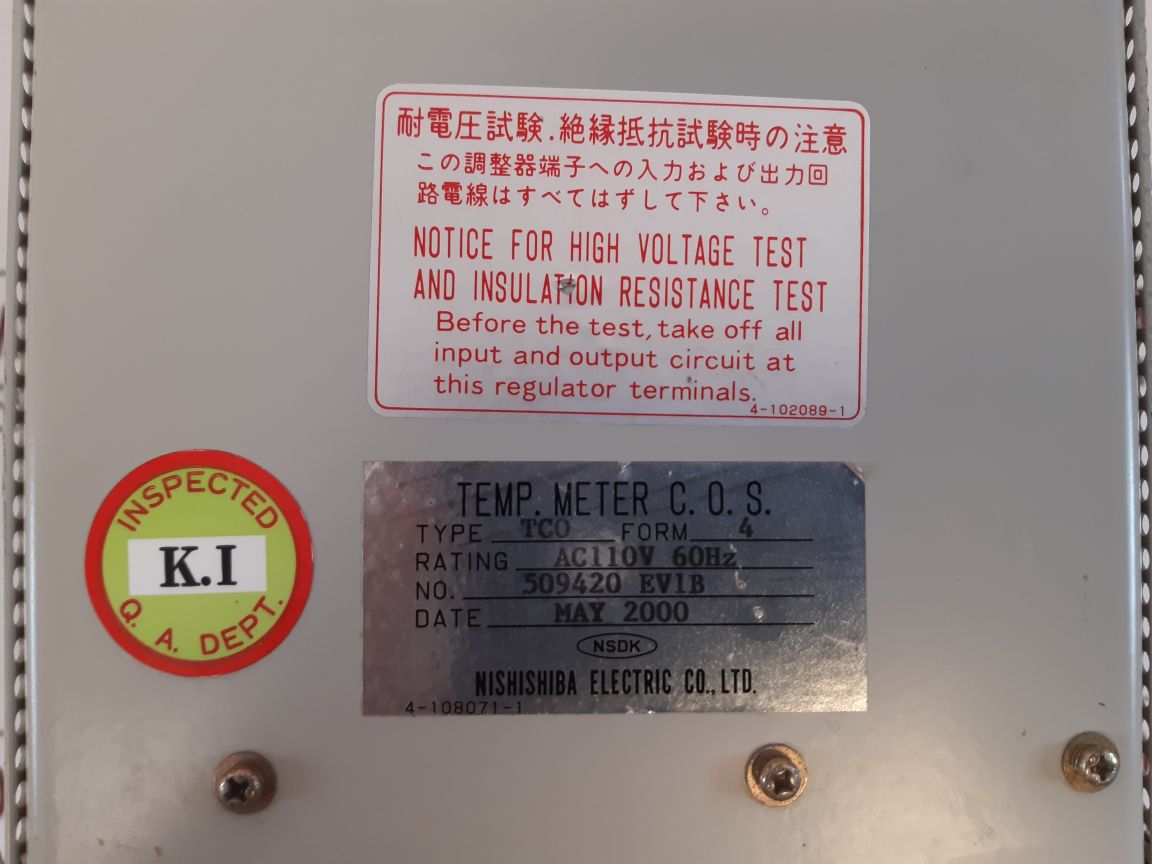 耐電圧試験.絶縁抵抗試験時の注意
この調整器端子への入力および出力回
路電線はすべてはずして下さい。
NOTICE FOR HIGH VOLTAGE TEST
AND INSULATION RESISTANCE TEST
Before the test, take off all
input and output circuit at
this regulator terminals.
4-102089-1
INSPECTED
K.I
Q. A. DEPT.
TEMP. METER C. O. S.
TYPE TCO FORM 4
RATING AC110V 60Hz
NO. 509420 EV1B
DATE MAY 2000
NSDK
NISHISHIBA ELECTRIC CO., LTD.
4-108071-1